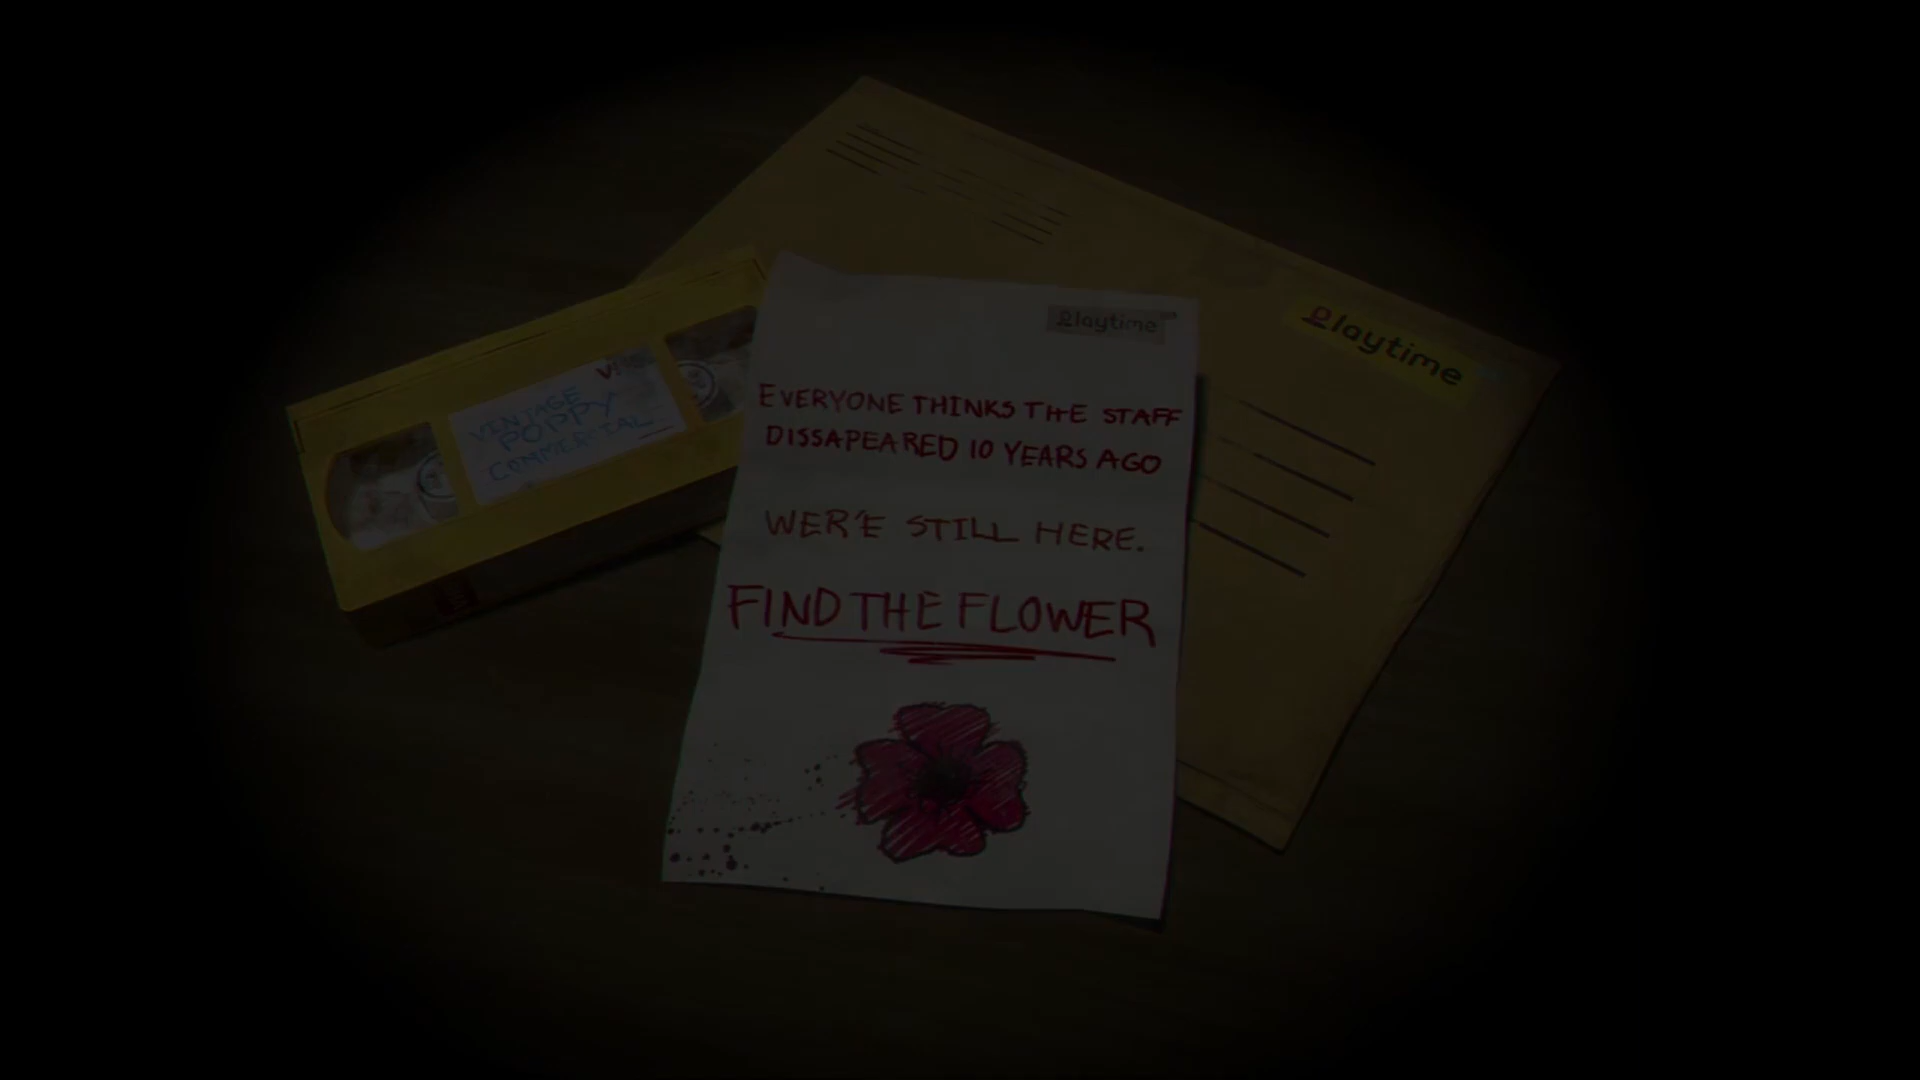 Playtime
Playtime
VINTAGE
POPPY
COMMERCIAL
EVERYONE THINKS THE STAFF
DISSAPEARED 10 YEARS AGO
WER'E STILL HERE.
FIND THE FLOWER